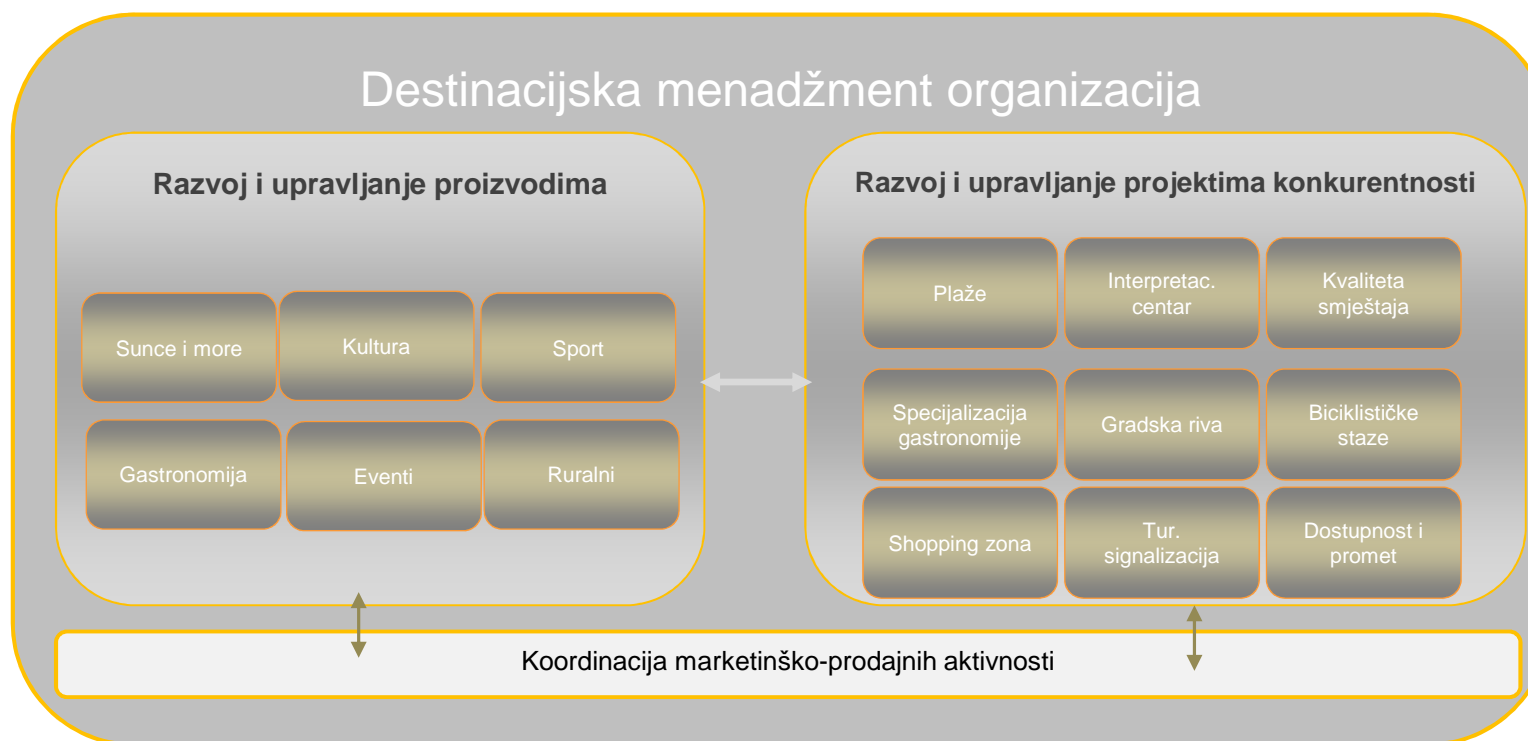 Destinacijska menadžment organizacija
Razvoj i upravljanje proizvodima
Sunce i more
Kultura
Sport
Gastronomija
Eventi
Ruralni
Razvoj i upravljanje projektima konkurentnosti
Plaže
Interpretac.
centar
Kvaliteta
smještaja
Specijalizacija
gastronomije
Gradska riva
Biciklističke
staze
Shopping zona
Tur.
signalizacija
Dostupnost i
promet
Koordinacija marketinško-prodajnih aktivnosti